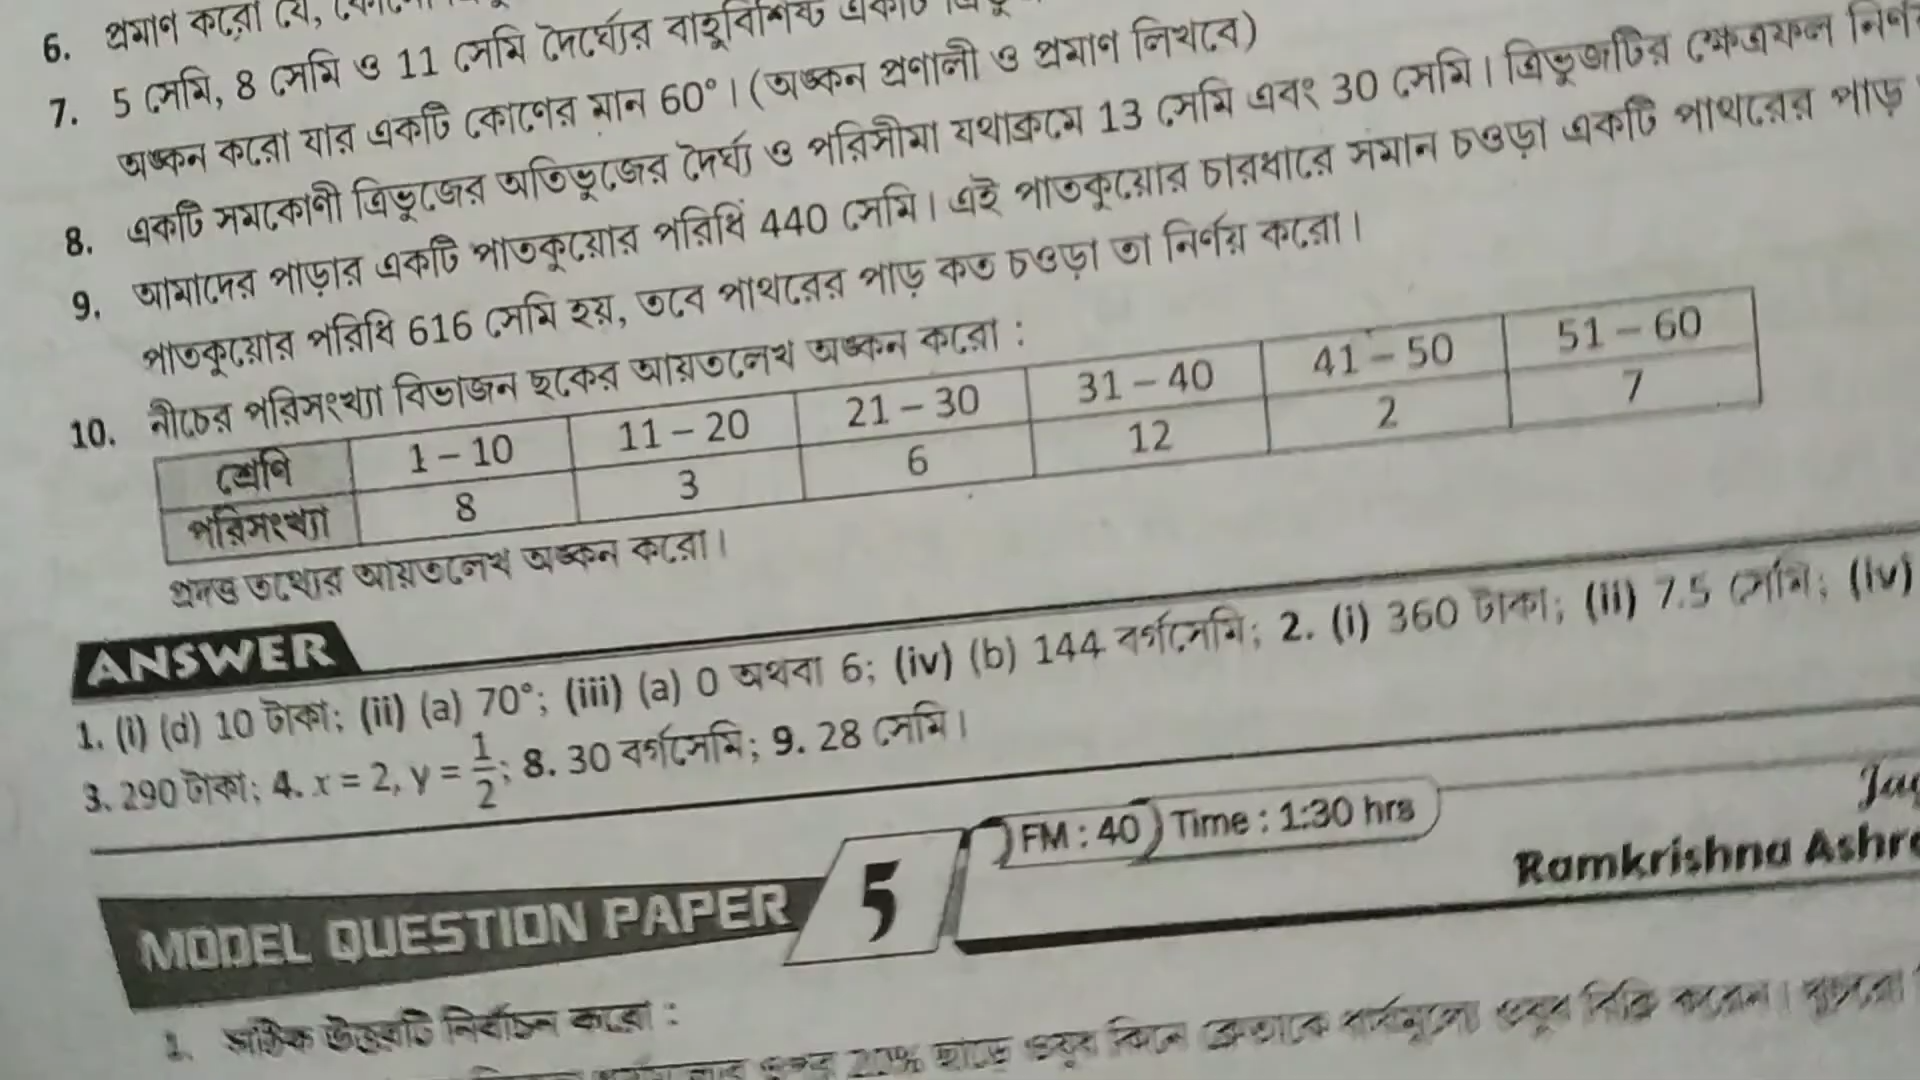 6. প্রমাণ করো যে,
7. 5 সেমি, 8 সেমি ও 11 সেমি দৈর্ঘ্যের বাহুবিশিষ্ট একটি
অঙ্কন করো যার একটি কোণের মান 60°। (অঙ্কন প্রণালী ও প্রমাণ লিখবে)
8. একটি সমকোণী ত্রিভুজের অতিভুজের দৈর্ঘ্য ও পরিসীমা যথাক্রমে 13 সেমি এবং 30 সেমি। ত্রিভুজটির ক্ষেত্রফল
9. আমাদের পাড়ার একটি পাতকুয়োর পরিধি 440 সেমি। এই পাতকুয়োর চারধারে সমান চওড়া একটি পাথরের পাড়
পাতকুয়োর পরিধি 616 সেমি হয়, তবে পাথরের পাড় কত চওড়া তা নির্ণয় করো।
10. নীচের পরিসংখ্যা বিভাজন ছকের আয়তলেখ অঙ্কন করো :
শ্রেণি 1 – 10 11 – 20 21 – 30 31 – 40 41 – 50 51 – 60
পরিসংখ্যা 8 3 6 12 2 7
প্রদত্ত তথ্যের আয়তলেখ অঙ্কন করো।
ANSWER
1. (i) (d) 10 টাকা; (ii) (a) 70°; (iii) (a) 0 অথবা 6; (iv) (b) 144 বর্গসেমি; 2. (i) 360 টাকা; (ii) 7.5 সেমি; (iv)
3. 290 টাকা; 4. x = 2, y = 1/2; 8. 30 বর্গসেমি; 9. 28 সেমি।
MODEL QUESTION PAPER 5 FM : 40 Time : 1:30 hrs
Ramkrishna
1. সঠিক উত্তরটি নির্বাচন করো :
20%